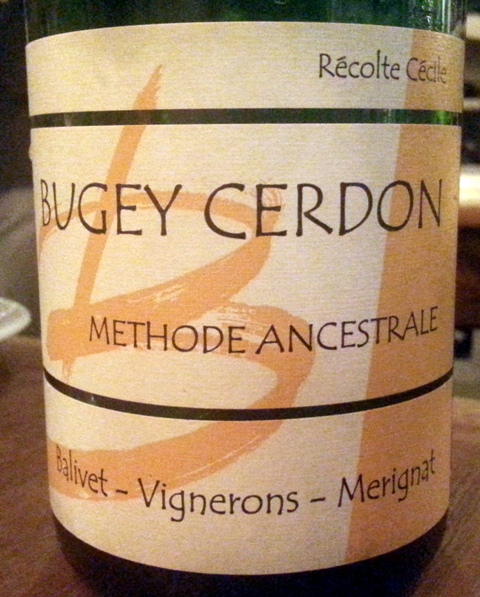 Récolte Cécile
BUGEY CERDON
METHODE ANCESTRALE
Balivet - Vignerons - Merignat